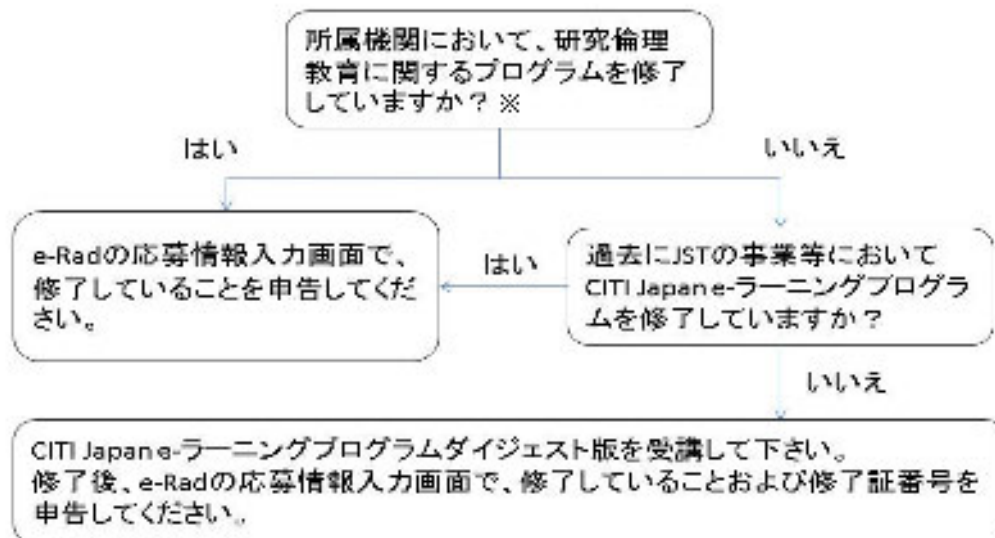 所属機関において、研究倫理
教育に関するプログラムを修了
していますか？※
はい
いいえ
e-Radの応募情報入力画面で、
修了していることを申告してくだ
さい。
はい
過去にJSTの事業等において
CITI Japan e-ラーニングプログラ
ムを修了していますか？
いいえ
CITI Japan e-ラーニングプログラムダイジェスト版を受講して下さい。
修了後、e-Radの応募情報入力画面で、修了していることおよび修了証番号を
申告してください。